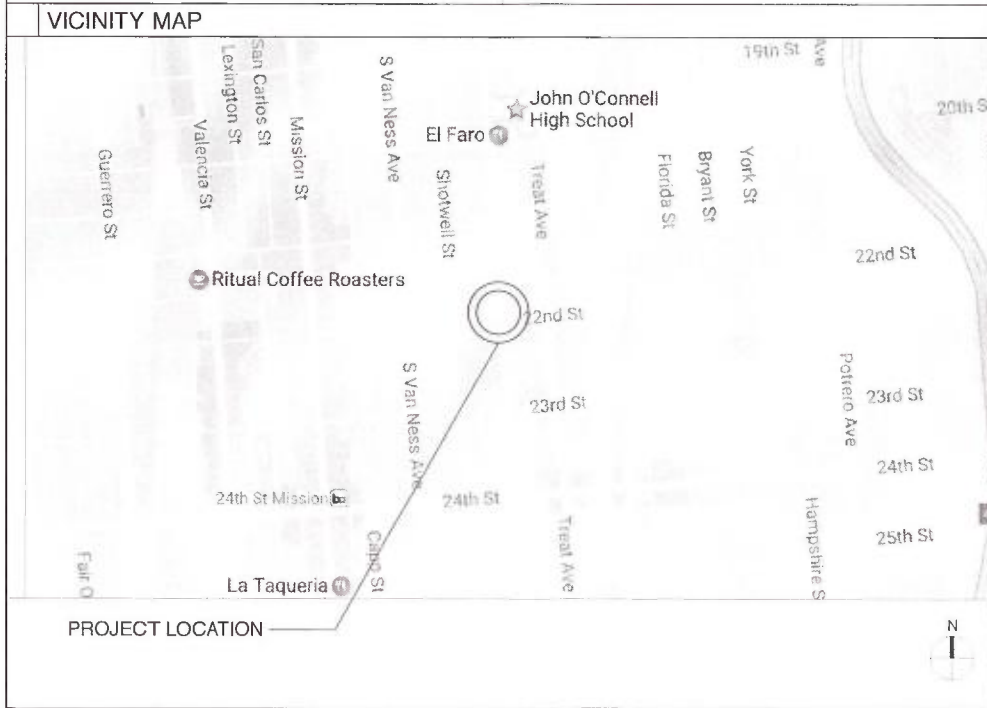 VICINITY MAP
19th St
Ave
20th S
San Carlos St
Lexington St
S Van Ness Ave
John O'Connell
High School
El Faro
Mission St
Valencia St
Guerrero St
Shotwell St
Treat Ave
Florida St
Bryant St
York St
22nd St
Ritual Coffee Roasters
22nd St
S Van Ness Ave
23rd St
Potrero Ave
23rd St
24th St
24th St Mission
24th St
Hampshire S
25th St
Treat Ave
Capp St
Fair O
La Taqueria
PROJECT LOCATION
N